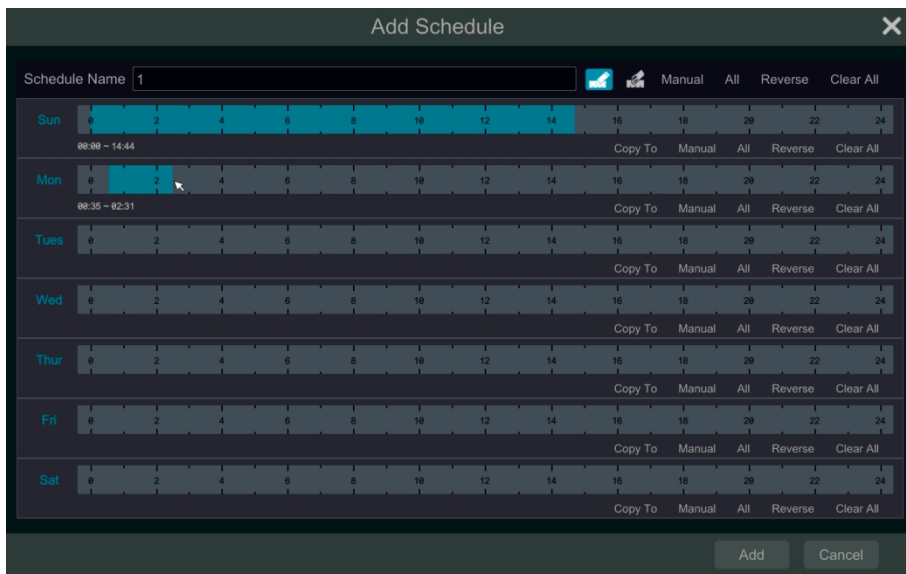 Add Schedule
Schedule Name 1 Manual All Reverse Clear All
Sun 0 2 4 6 8 10 12 14 16 18 20 22 24
00:00 ~ 14:44 Copy To Manual All Reverse Clear All
Mon 0 2 4 6 8 10 12 14 16 18 20 22 24
00:35 ~ 02:31 Copy To Manual All Reverse Clear All
Tues 0 2 4 6 8 10 12 14 16 18 20 22 24
Copy To Manual All Reverse Clear All
Wed 0 2 4 6 8 10 12 14 16 18 20 22 24
Copy To Manual All Reverse Clear All
Thur 0 2 4 6 8 10 12 14 16 18 20 22 24
Copy To Manual All Reverse Clear All
Fri 0 2 4 6 8 10 12 14 16 18 20 22 24
Copy To Manual All Reverse Clear All
Sat 0 2 4 6 8 10 12 14 16 18 20 22 24
Copy To Manual All Reverse Clear All
Add Cancel